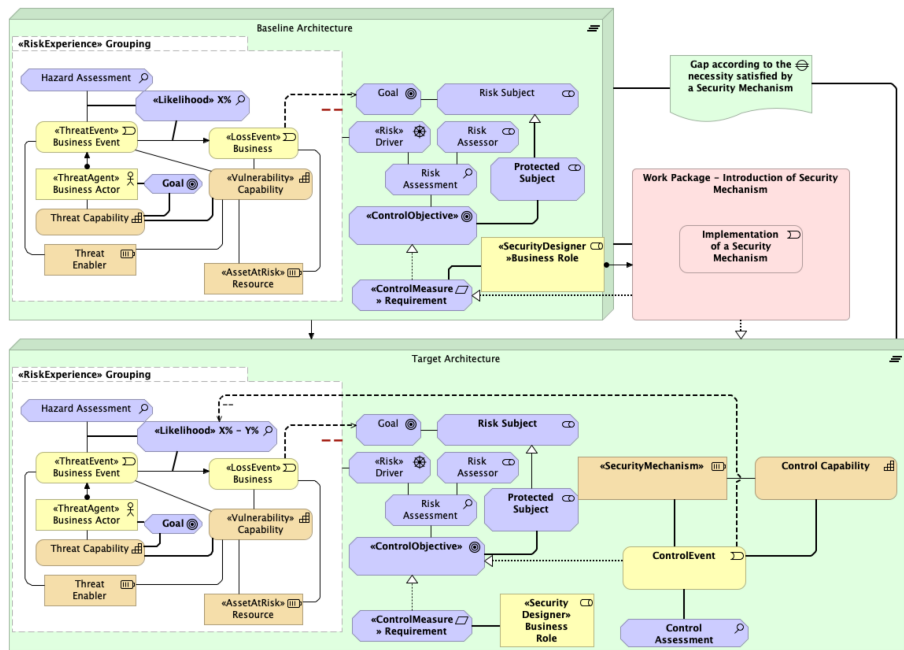 Baseline Architecture
«RiskExperience» Grouping
Hazard Assessment
«Likelihood» X%
«ThreatEvent»
Business Event
«LossEvent»
Business
«ThreatAgent»
Business Actor
Goal
«Vulnerability»
Capability
Threat Capability
Threat
Enabler
«AssetAtRisk»
Resource
Goal
Risk Subject
«Risk»
Driver
Risk
Assessor
Risk
Assessment
Protected
Subject
«ControlObjective»
«SecurityDesigner
»Business Role
«ControlMeasure
» Requirement
Gap according to the
necessity satisfied by
a Security Mechanism
Work Package – Introduction of Security
Mechanism
Implementation
of a Security
Mechanism
Target Architecture
«RiskExperience» Grouping
Hazard Assessment
«Likelihood» X% – Y%
--
«ThreatEvent»
Business Event
«LossEvent»
Business
«ThreatAgent»
Business Actor
Goal
«Vulnerability»
Capability
Threat Capability
Threat
Enabler
«AssetAtRisk»
Resource
Goal
Risk Subject
«Risk»
Driver
Risk
Assessor
Risk
Assessment
Protected
Subject
«ControlObjective»
«ControlMeasure
» Requirement
«Security
Designer»
Business
Role
«SecurityMechanism»
Control Capability
ControlEvent
Control
Assessment